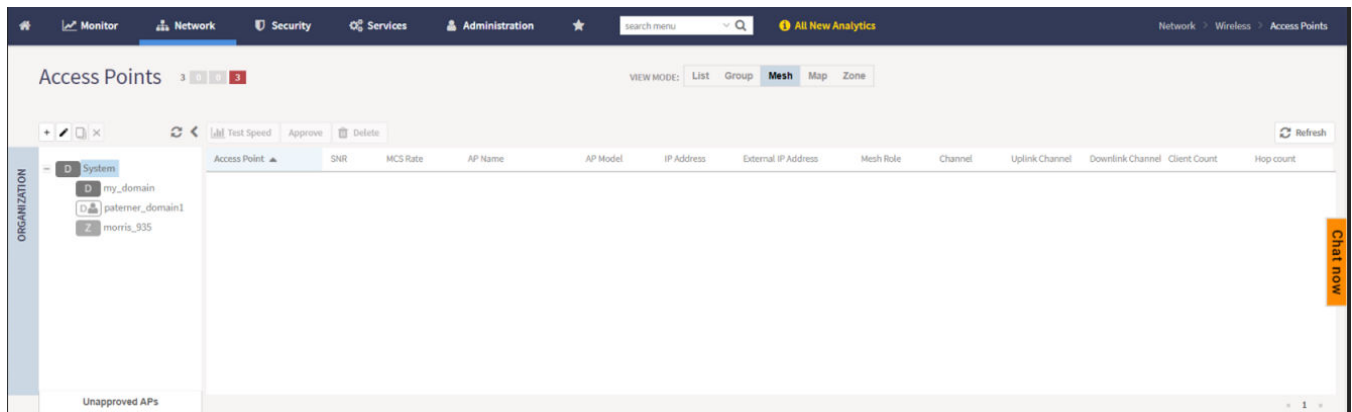 Monitor Network Security Services Administration search menu All New Analytics Network > Wireless > Access Points
Access Points 3 0 0 3 VIEW MODE: List Group Mesh Map Zone
Test Speed Approve Delete Refresh
ORGANIZATION
D System
D my_domain
D paterner_domain1
Z morris_935
Access Point SNR MCS Rate AP Name AP Model IP Address External IP Address Mesh Role Channel Uplink Channel Downlink Channel Client Count Hop count
Chat now
Unapproved APs
1